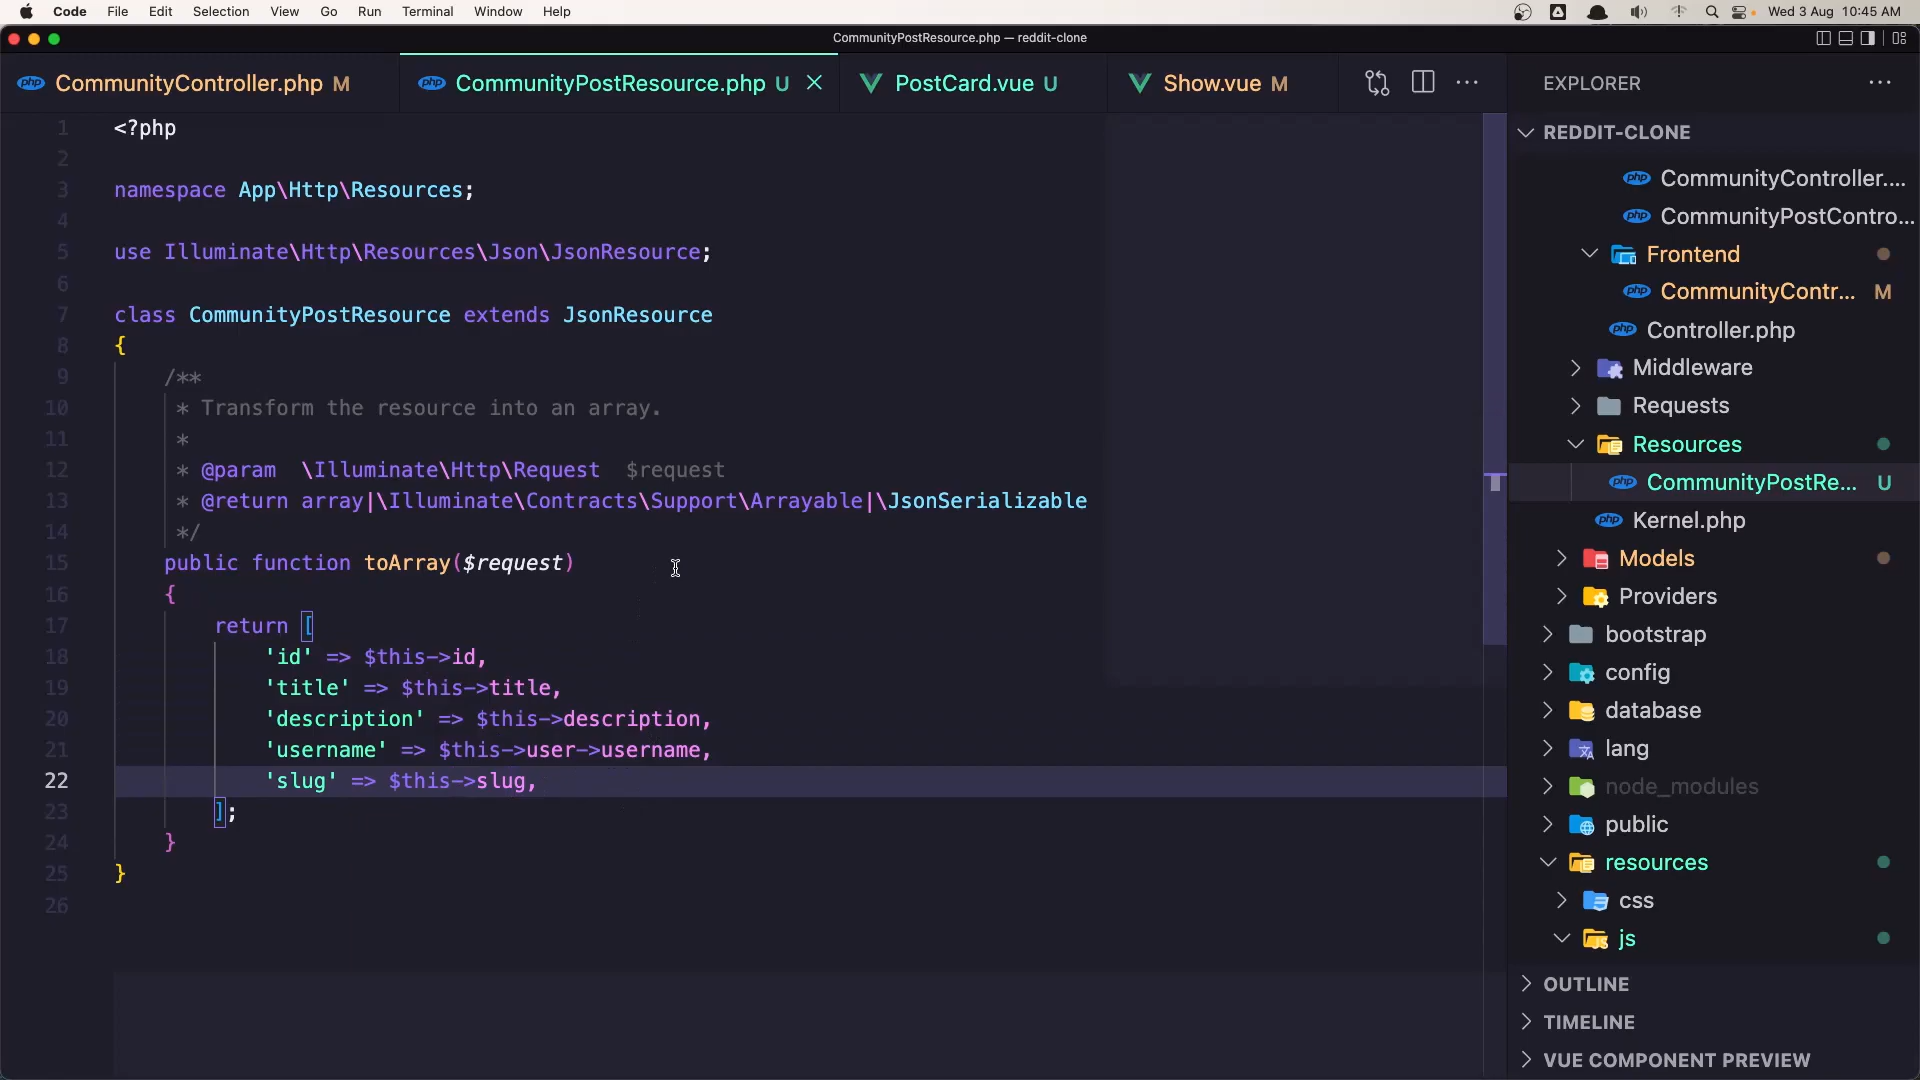 Code File Edit Selection View Go Run Terminal Window Help Wed 3 Aug 10:45 AM
CommunityPostResource.php — reddit-clone
CommunityController.php M CommunityPostResource.php U PostCard.vue U Show.vue M
1 <?php
2
3 namespace App\Http\Resources;
4
5 use Illuminate\Http\Resources\Json\JsonResource;
6
7 class CommunityPostResource extends JsonResource
8 {
9 /**
10 * Transform the resource into an array.
11 *
12 * @param  \Illuminate\Http\Request  $request
13 * @return array|\Illuminate\Contracts\Support\Arrayable|\JsonSerializable
14 */
15 public function toArray($request)
16 {
17 return [
18 'id' => $this->id,
19 'title' => $this->title,
20 'description' => $this->description,
21 'username' => $this->user->username,
22 'slug' => $this->slug,
23 ];
24 }
25 }
26
EXPLORER
REDDIT-CLONE
php CommunityController....
php CommunityPostContro...
Frontend
php CommunityContr... M
php Controller.php
Middleware
Requests
Resources
php CommunityPostRe... U
php Kernel.php
Models
Providers
bootstrap
config
database
lang
node_modules
public
resources
css
js
OUTLINE
TIMELINE
VUE COMPONENT PREVIEW